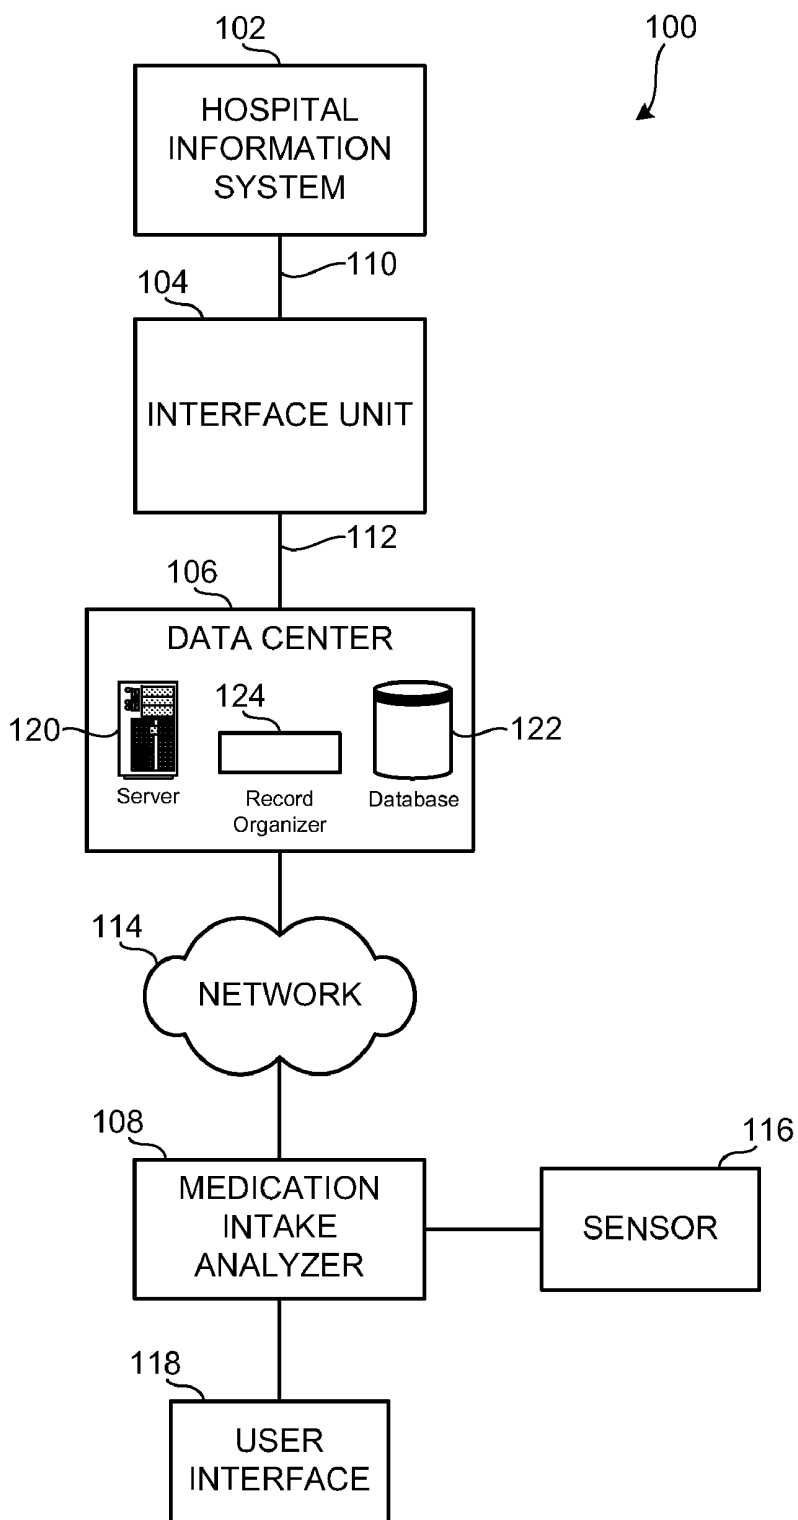 100
102
HOSPITAL
INFORMATION
SYSTEM
110
104
INTERFACE UNIT
112
106
DATA CENTER
120
124
122
Server
Record
Organizer
Database
114
NETWORK
108
MEDICATION
INTAKE
ANALYZER
116
SENSOR
118
USER
INTERFACE